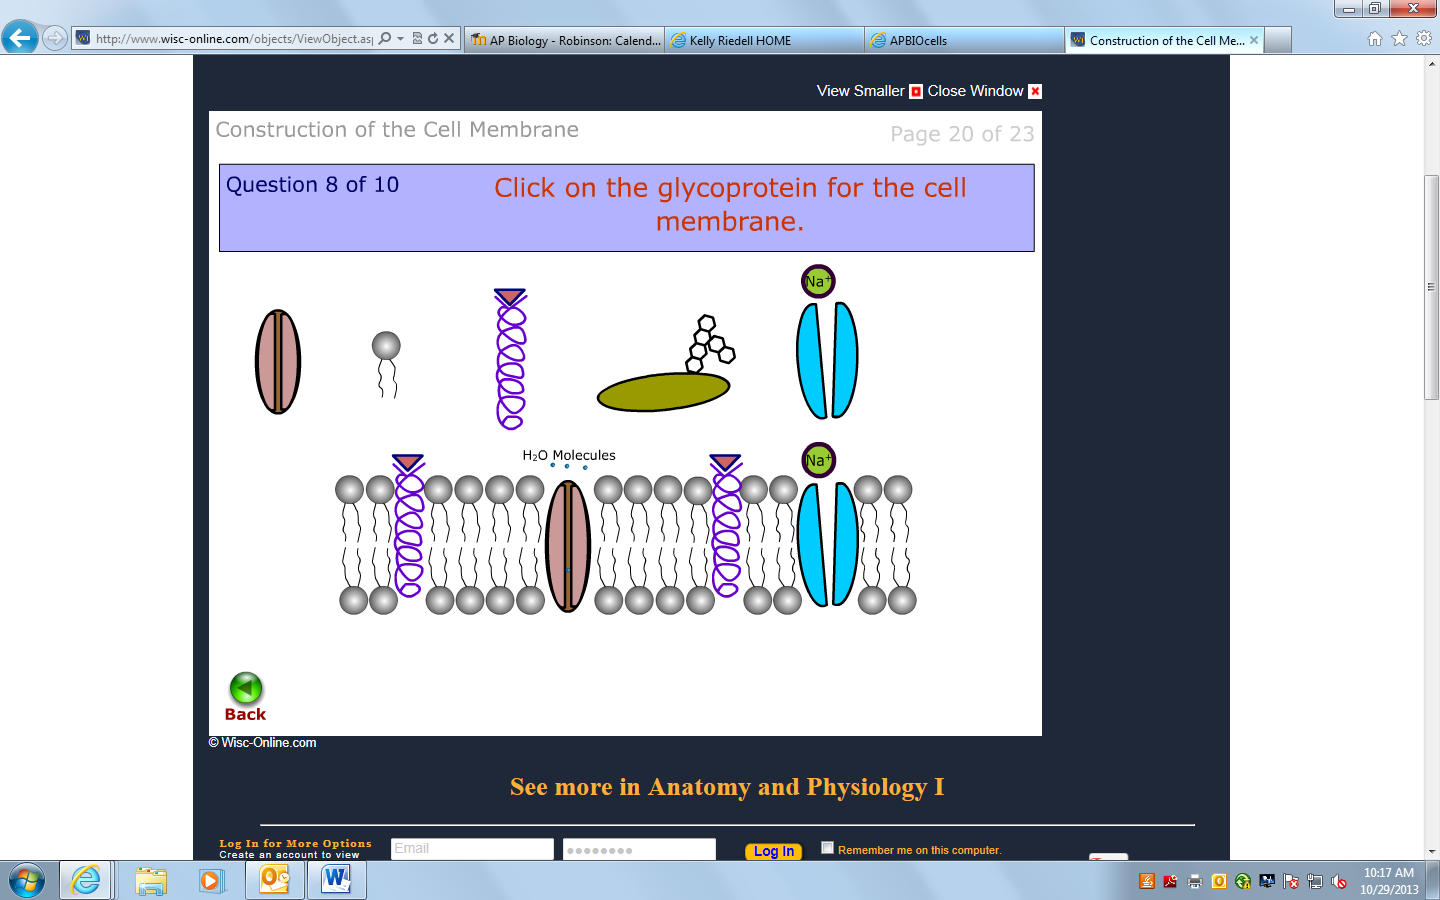 http://www.wisc-online.com/objects/ViewObject.as
AP Biology - Robinson: Calend...
Kelly Riedell HOME
APBIOcells
Construction of the Cell Me...
View Smaller Close Window
Construction of the Cell Membrane
Page 20 of 23
Question 8 of 10
Click on the glycoprotein for the cell
membrane.
Na+
H2O Molecules
Na+
Back
© Wisc-Online.com
See more in Anatomy and Physiology I
Log In for More Options
Create an account to view
Email
Log In
Remember me on this computer.
10:17 AM
10/29/2013